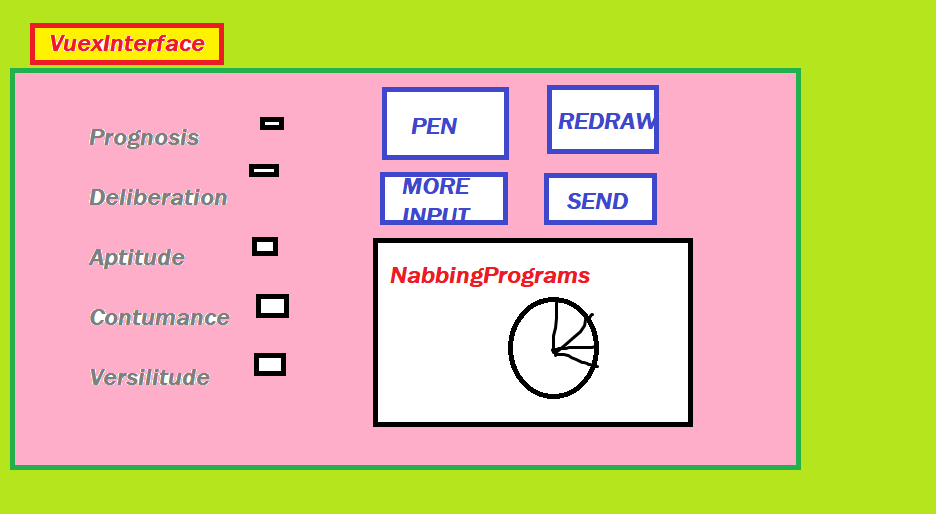 VuexInterface
Prognosis
Deliberation
Aptitude
Contumance
Versilitude
PEN
REDRAW
MORE
INPUT
SEND
NabbingPrograms